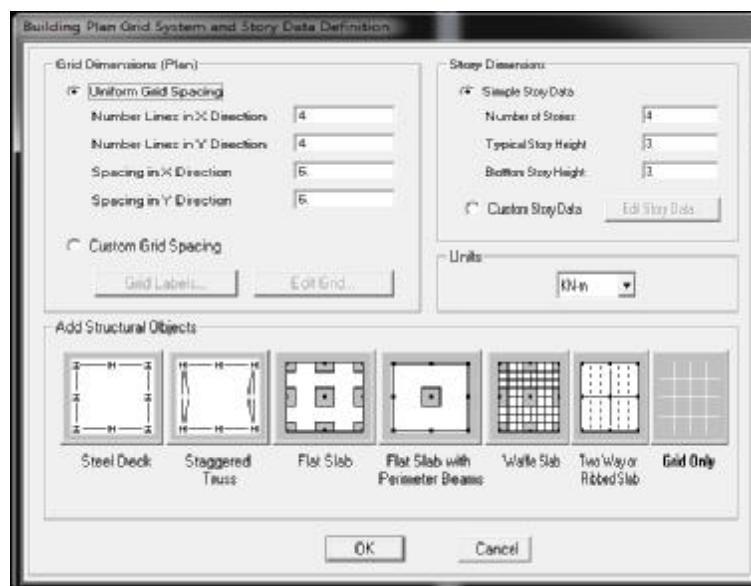 Building Plan Grid System and Story Data Definition
Grid Dimensions (Plan)
Uniform Grid Spacing
Number Lines in X Direction 4
Number Lines in Y Direction 4
Spacing in X Direction 6.
Spacing in Y Direction 6.
Custom Grid Spacing
Grid Labels... Edit Grid...
Story Dimensions
Simple Story Data
Number of Stories 4
Typical Story Height 3.
Bottom Story Height 3.
Custom Story Data Edit Story Data...
Units
KN-m
Add Structural Objects
Steel Deck
Staggered
Truss
Flat Slab
Flat Slab with
Perimeter Beams
Waffle Slab
Two Way or
Ribbed Slab
Grid Only
OK Cancel